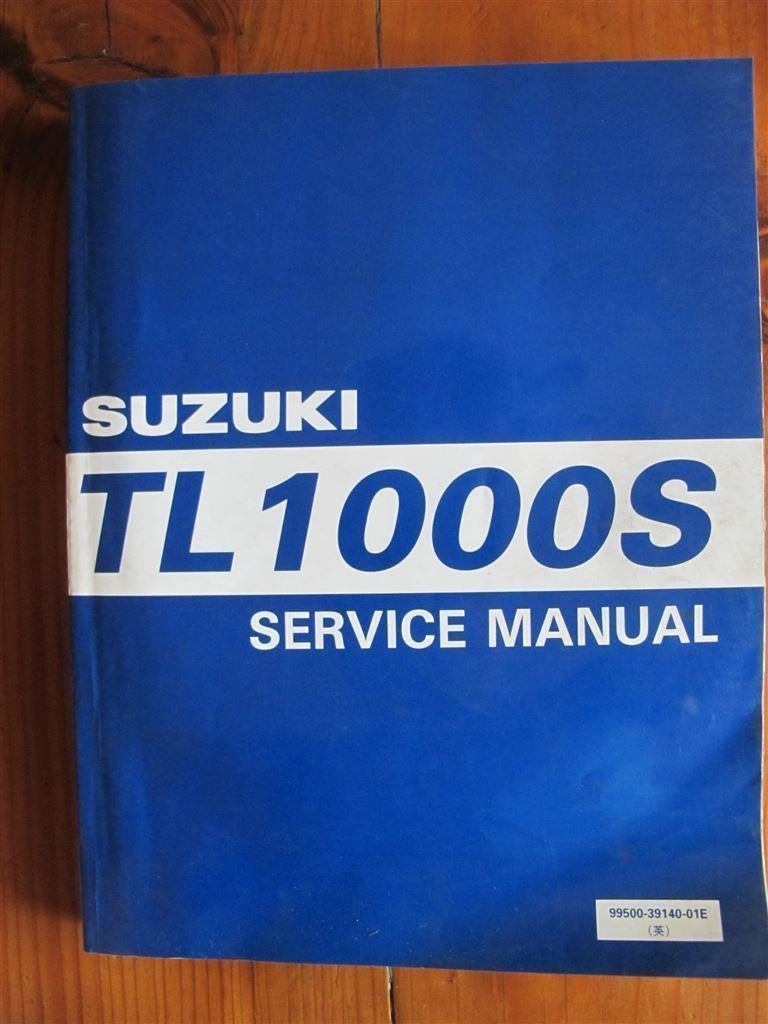 SUZUKI
TL1000S
SERVICE MANUAL
99500-39140-01E
(英)